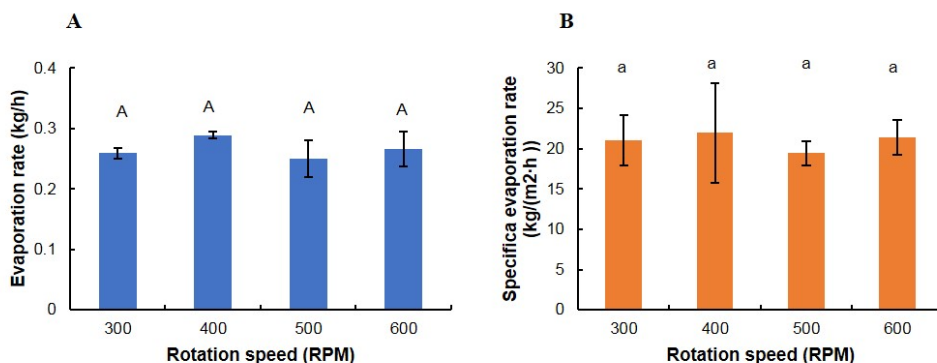 A
Evaporation rate (kg/h)
0.4
0.3
0.2
0.1
0
A
A
A
A
300
400
500
600
Rotation speed (RPM)
B
Specifica evaporation rate
(kg/(m2·h ))
30
25
20
15
10
5
0
a
a
a
a
300
400
500
600
Rotation speed (RPM)